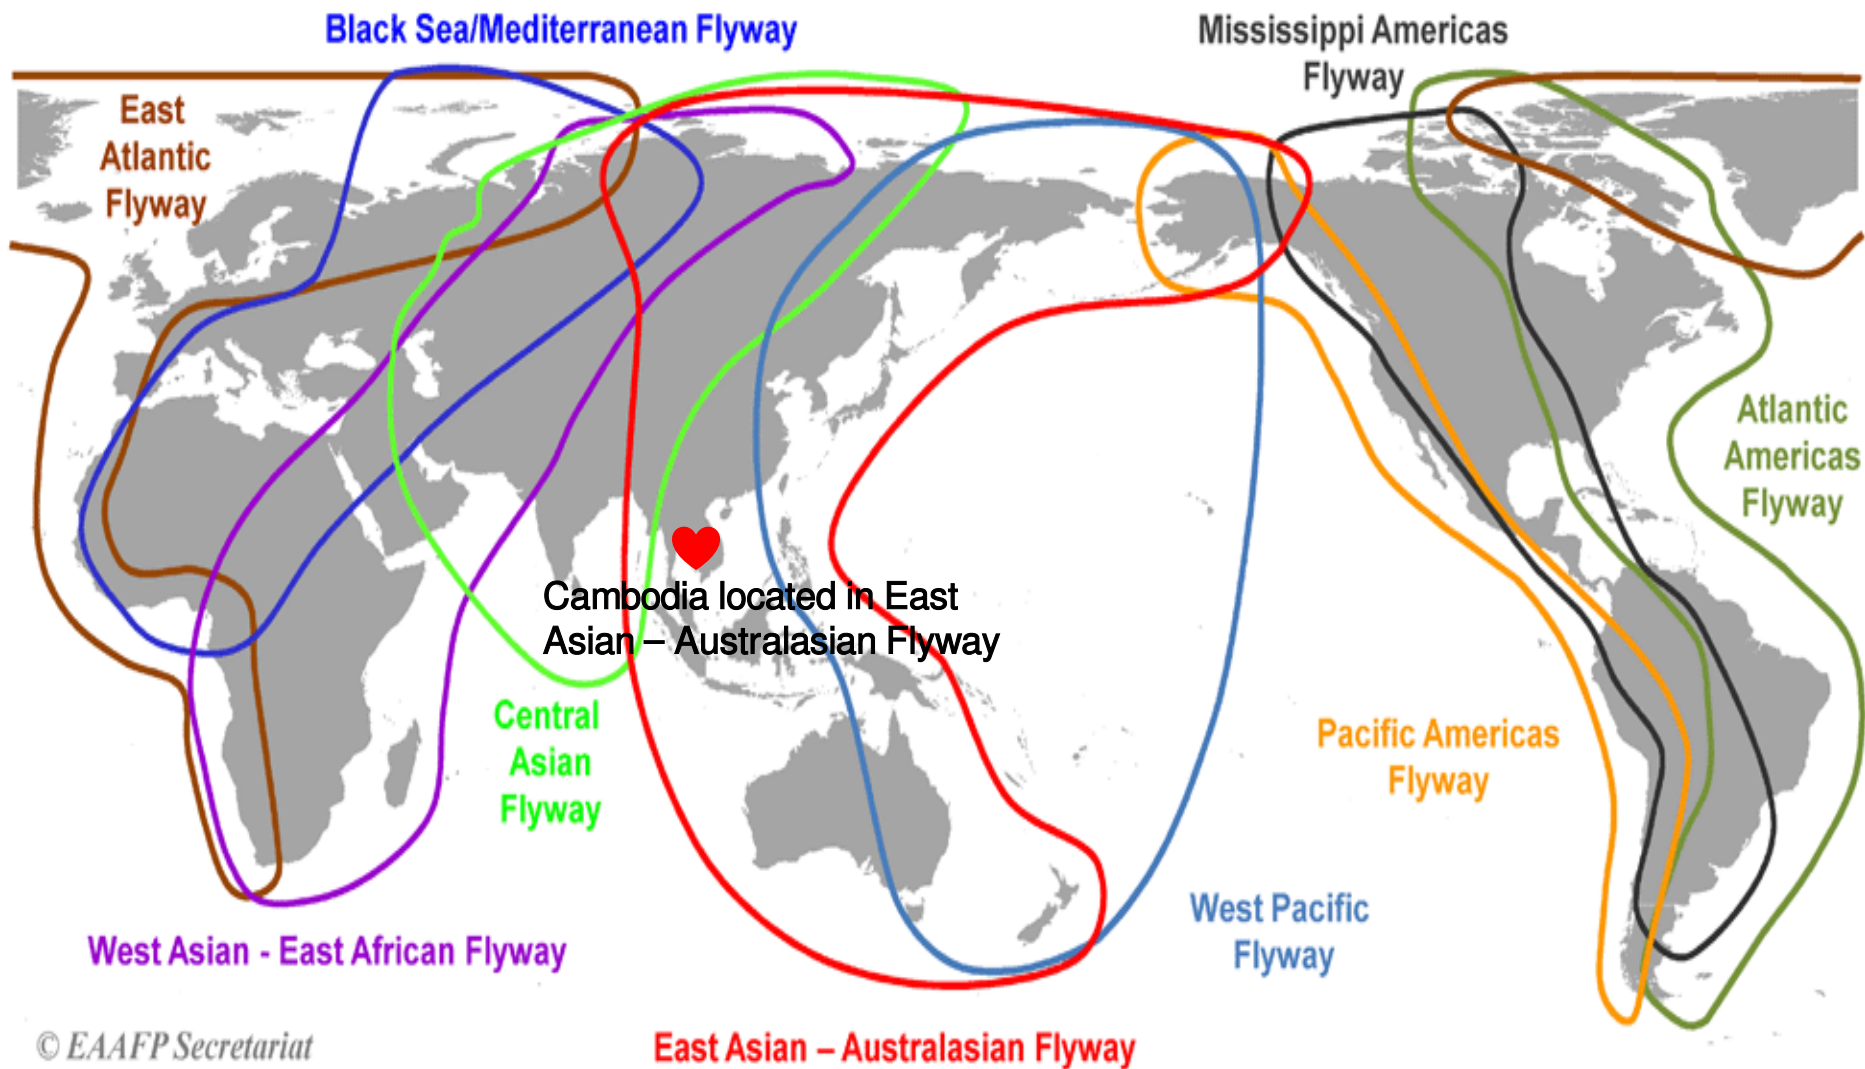 Black Sea/Mediterranean Flyway
Mississippi Americas
Flyway
East
Atlantic
Flyway
Atlantic
Americas
Flyway
Cambodia located in East
Asian – Australasian Flyway
Central
Asian
Flyway
Pacific Americas
Flyway
West Pacific
Flyway
West Asian - East African Flyway
© EAAFP Secretariat
East Asian – Australasian Flyway